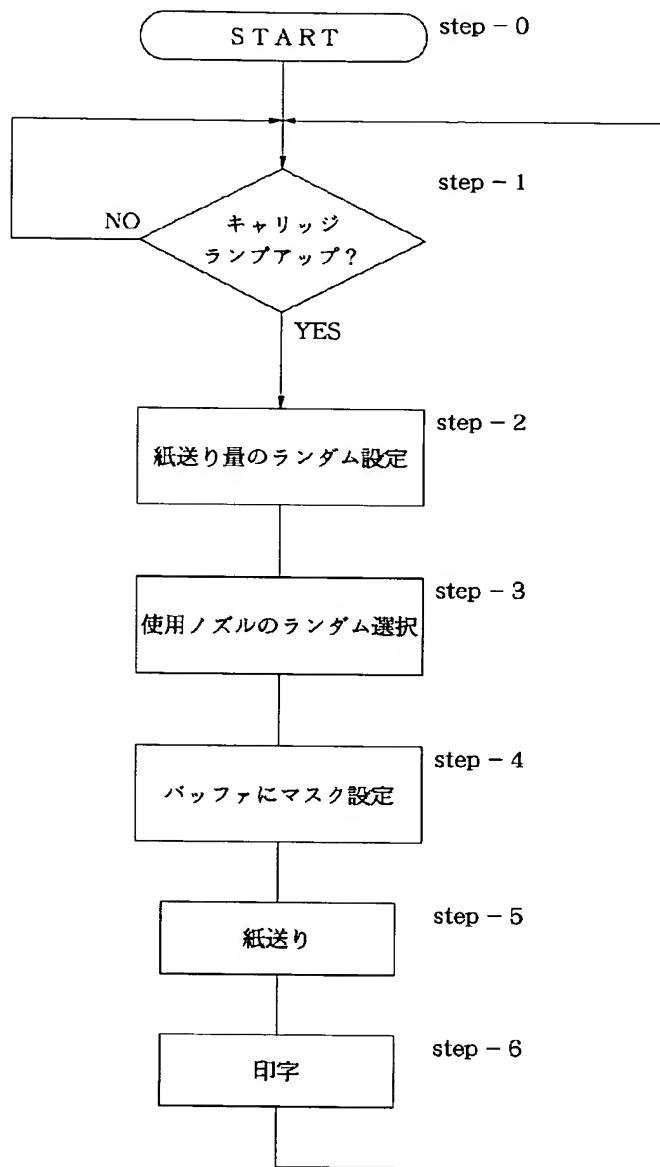 START
step－0
step－1
NO
キャリッジ
ランプアップ？
YES
step－2
紙送り量のランダム設定
step－3
使用ノズルのランダム選択
step－4
バッファにマスク設定
step－5
紙送り
step－6
印字